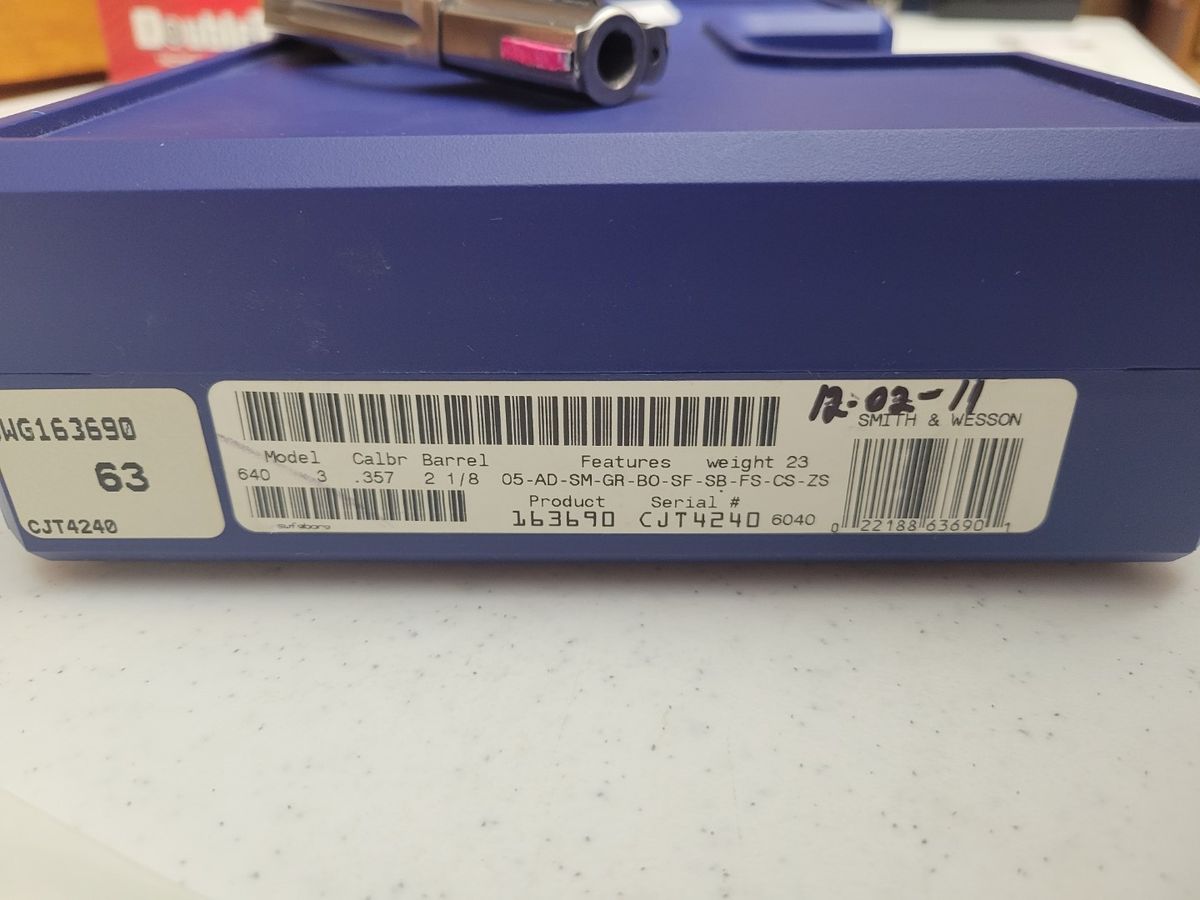 Double
WG163690
63
CJT4240
12-02-11
SMITH & WESSON
Model Calbr Barrel Features weight 23
640 3 .357 2 1/8 05-AD-SM-GR-BO-SF-SB-FS-CS-ZS
Product Serial #
163690 CJT4240 6040
0 22188 63690 1